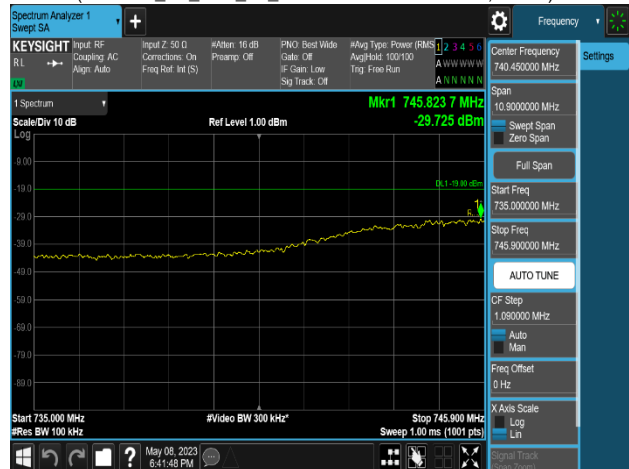 Spectrum Analyzer 1
Swept SA
Frequency
KEYSIGHT
RL
Input: RF
Coupling: AC
Align: Auto
Input Z: 50 Ω
Corrections: On
Freq Ref: Int (S)
#Atten: 16 dB
Preamp: Off
PNO: Best Wide
Gate: Off
IF Gain: Low
Sig Track: Off
#Avg Type: Power (RMS
Avg|Hold: 100/100
Trig: Free Run
1 2 3 4 5 6
A W W W W W
A N N N N N
1 Spectrum
Scale/Div 10 dB
Log
Ref Level 1.00 dBm
Mkr1 745.823 7 MHz
-29.725 dBm
-9.00
-19.0
-29.0
-39.0
-49.0
-59.0
-69.0
-79.0
-89.0
DL1 -19.00 dBm
1
Start 735.000 MHz
#Res BW 100 kHz
#Video BW 300 kHz*
Stop 745.900 MHz
Sweep 1.00 ms (1001 pts)
May 08, 2023
6:41:48 PM
Center Frequency
740.450000 MHz
Settings
Span
10.9000000 MHz
Swept Span
Zero Span
Full Span
Start Freq
735.000000 MHz
Stop Freq
745.900000 MHz
AUTO TUNE
CF Step
1.090000 MHz
Auto
Man
Freq Offset
0 Hz
X Axis Scale
Log
Lin
Signal Track
(Span Zoom)